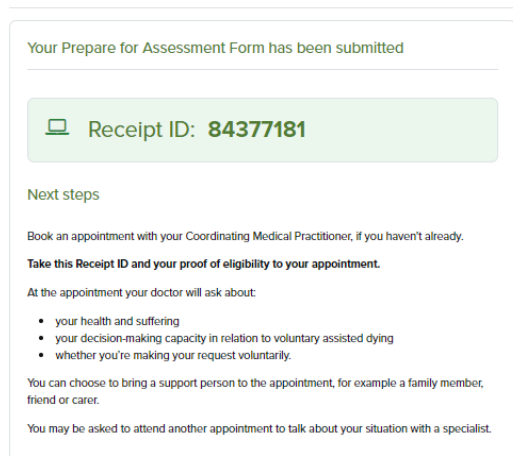 Your Prepare for Assessment Form has been submitted
Receipt ID: 84377181
Next steps
Book an appointment with your Coordinating Medical Practitioner, if you haven't already.
Take this Receipt ID and your proof of eligibility to your appointment.
At the appointment your doctor will ask about:
• your health and suffering
• your decision-making capacity in relation to voluntary assisted dying
• whether you're making your request voluntarily.
You can choose to bring a support person to the appointment, for example a family member,
friend or carer.
You may be asked to attend another appointment to talk about your situation with a specialist.